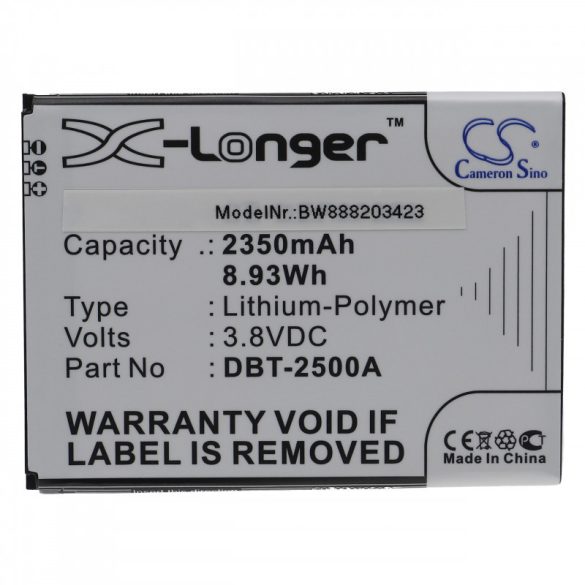 X-Longer™
CS
Cameron Sino
ModelNr.:BW888203423
Capacity .: 2350mAh
8.93Wh
Type : Lithium-Polymer
Volts : 3.8VDC
Part No : DBT-2500A
WARRANTY VOID IF
LABEL IS REMOVED
CE
Made In China